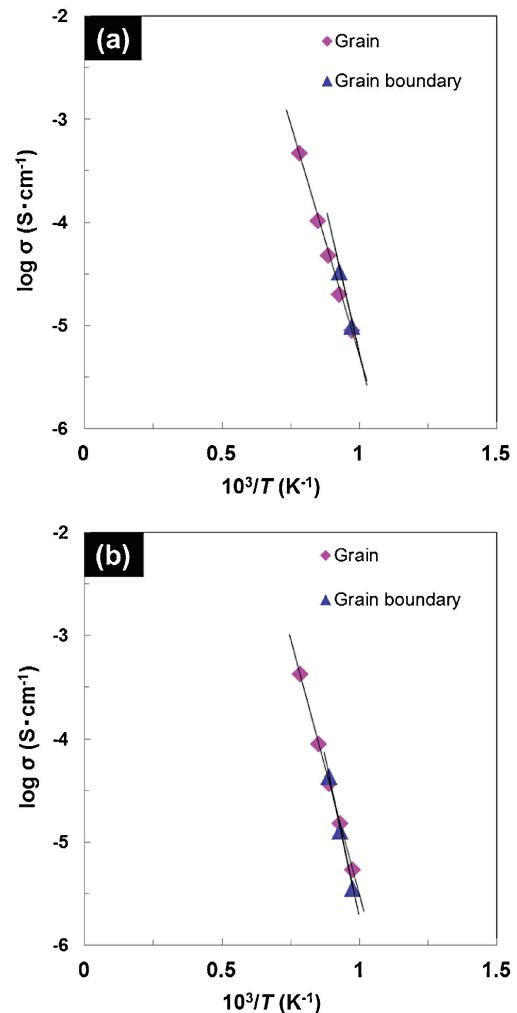 (a)
Grain
Grain boundary
-2
-3
-4
-5
-6
log σ (S・cm⁻¹)
0 0.5 1 1.5
10³/T (K⁻¹)
(b)
Grain
Grain boundary
-2
-3
-4
-5
-6
log σ (S・cm⁻¹)
0 0.5 1 1.5
10³/T (K⁻¹)